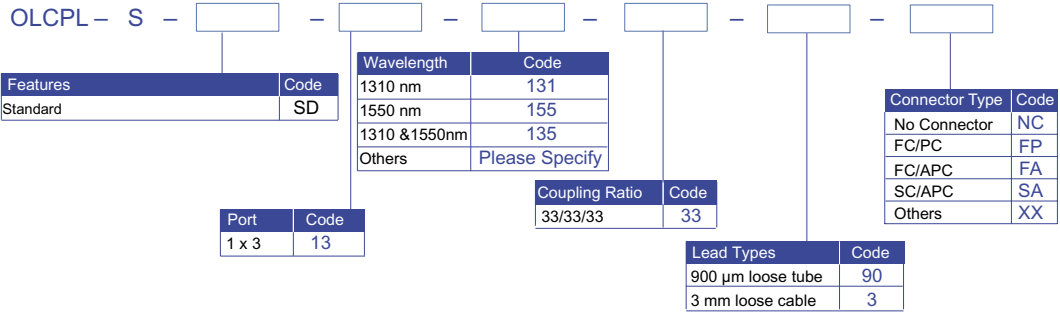 OLCPL – S – – – – – –
Features Code
Standard SD
Wavelength Code
1310 nm 131
1550 nm 155
1310 &1550nm 135
Others Please Specify
Connector Type Code
No Connector NC
FC/PC FP
FC/APC FA
SC/APC SA
Others XX
Coupling Ratio Code
33/33/33 33
Port Code
1 x 3 13
Lead Types Code
900 µm loose tube 90
3 mm loose cable 3